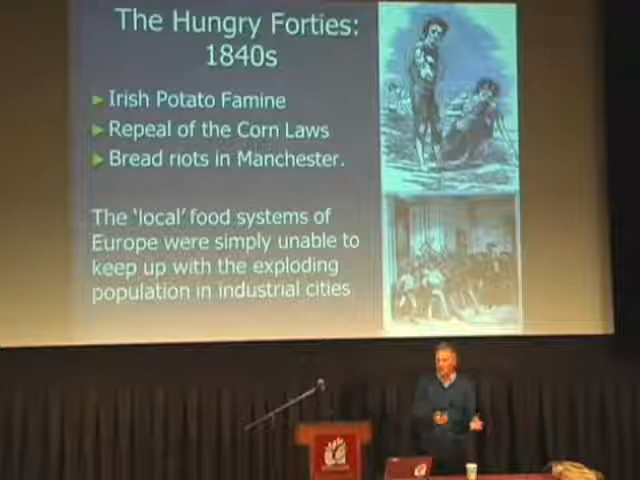 The Hungry Forties:
1840s
Irish Potato Famine
Repeal of the Corn Laws
Bread riots in Manchester.
The 'local' food systems of
Europe were simply unable to
keep up with the exploding
population in industrial cities